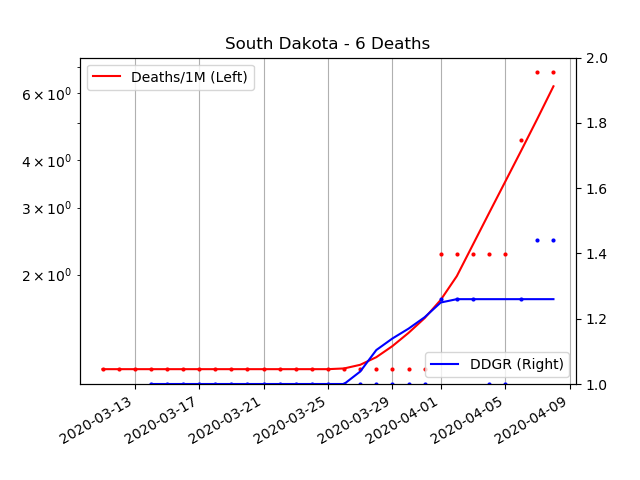 South Dakota - 6 Deaths
Deaths/1M (Left)
6 × 10⁰
4 × 10⁰
3 × 10⁰
2 × 10⁰
2.0
1.8
1.6
1.4
1.2
1.0
DDGR (Right)
2020-03-13
2020-03-17
2020-03-21
2020-03-25
2020-03-29
2020-04-01
2020-04-05
2020-04-09